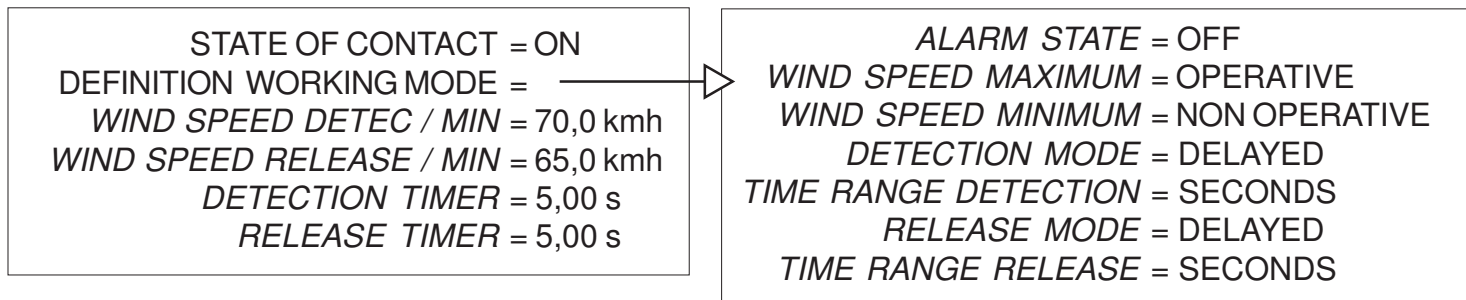 STATE OF CONTACT = ON
DEFINITION WORKING MODE =
WIND SPEED DETEC / MIN = 70,0 kmh
WIND SPEED RELEASE / MIN = 65,0 kmh
DETECTION TIMER = 5,00 s
RELEASE TIMER = 5,00 s
ALARM STATE = OFF
WIND SPEED MAXIMUM = OPERATIVE
WIND SPEED MINIMUM = NON OPERATIVE
DETECTION MODE = DELAYED
TIME RANGE DETECTION = SECONDS
RELEASE MODE = DELAYED
TIME RANGE RELEASE = SECONDS